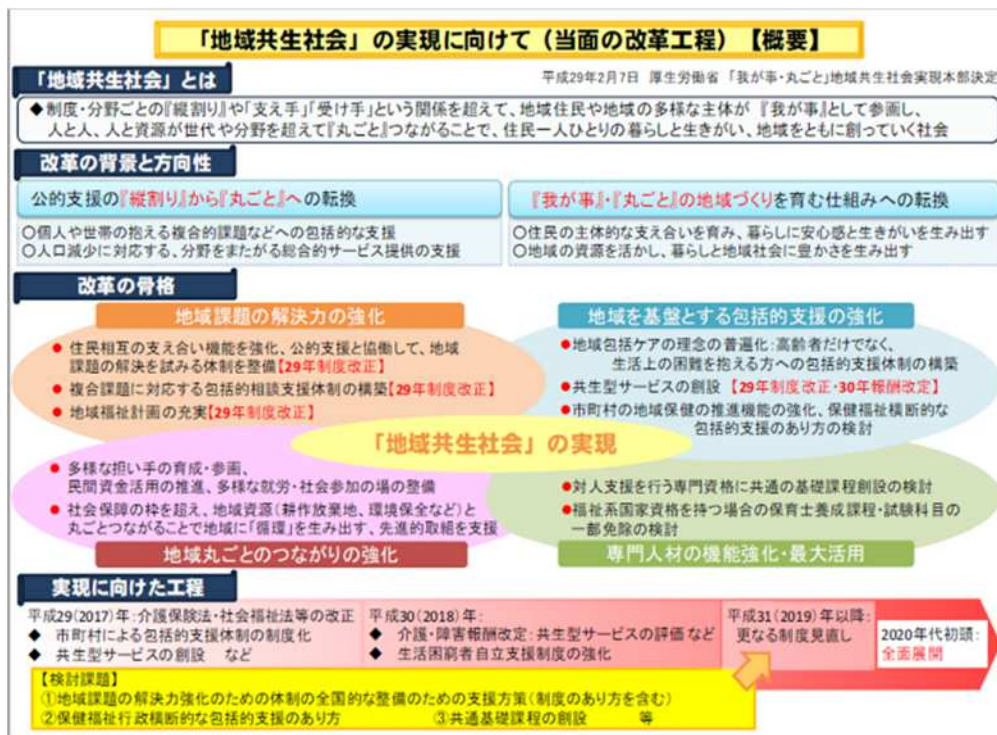 「地域共生社会」の実現に向けて（当面の改革工程）【概要】
「地域共生社会」とは
平成29年2月7日 厚生労働省 「我が事・丸ごと」地域共生社会実現本部決定
◆制度・分野ごとの『縦割り』や「支え手」「受け手」という関係を超えて、地域住民や地域の多様な主体が 『我が事』として参画し、
人と人、人と資源が世代や分野を超えて『丸ごと』つながることで、住民一人ひとりの暮らしと生きがい、地域をともに創っていく社会
改革の背景と方向性
公的支援の『縦割り』から『丸ごと』への転換
○個人や世帯の抱える複合的課題などへの包括的な支援
○人口減少に対応する、分野をまたがる総合的サービス提供の支援
『我が事』・『丸ごと』の地域づくりを育む仕組みへの転換
○住民の主体的な支え合いを育み、暮らしに安心感と生きがいを生み出す
○地域の資源を活かし、暮らしと地域社会に豊かさを生み出す
改革の骨格
地域課題の解決力の強化
● 住民相互の支え合い機能を強化、公的支援と協働して、地域
課題の解決を試みる体制を整備【29年制度改正】
● 複合課題に対応する包括的相談支援体制の構築【29年制度改正】
● 地域福祉計画の充実【29年制度改正】
地域を基盤とする包括的支援の強化
●地域包括ケアの理念の普遍化：高齢者だけでなく、
生活上の困難を抱える方への包括的支援体制の構築
●共生型サービスの創設 【29年制度改正・30年報酬改定】
●市町村の地域保健の推進機能の強化、保健福祉横断的な
包括的支援のあり方の検討
「地域共生社会」の実現
● 多様な担い手の育成・参画、
民間資金活用の推進、多様な就労・社会参加の場の整備
● 社会保障の枠を超え、地域資源（耕作放棄地、環境保全など）と
丸ごとつながることで地域に「循環」を生み出す、先進的取組を支援
地域丸ごとのつながりの強化
●対人支援を行う専門資格に共通の基礎課程創設の検討
●福祉系国家資格を持つ場合の保育士養成課程・試験科目の
一部免除の検討
専門人材の機能強化・最大活用
実現に向けた工程
平成29(2017)年：介護保険法・社会福祉法等の改正
◆ 市町村による包括的支援体制の制度化
◆ 共生型サービスの創設 など
平成30(2018)年：
◆ 介護・障害報酬改定：共生型サービスの評価 など
◆ 生活困窮者自立支援制度の強化
平成31(2019)年以降：
更なる制度見直し
2020年代初頭：
全面展開
【検討課題】
①地域課題の解決力強化のための体制の全国的な整備のための支援方策（制度のあり方を含む）
②保健福祉行政横断的な包括的支援のあり方 ③共通基礎課程の創設 等